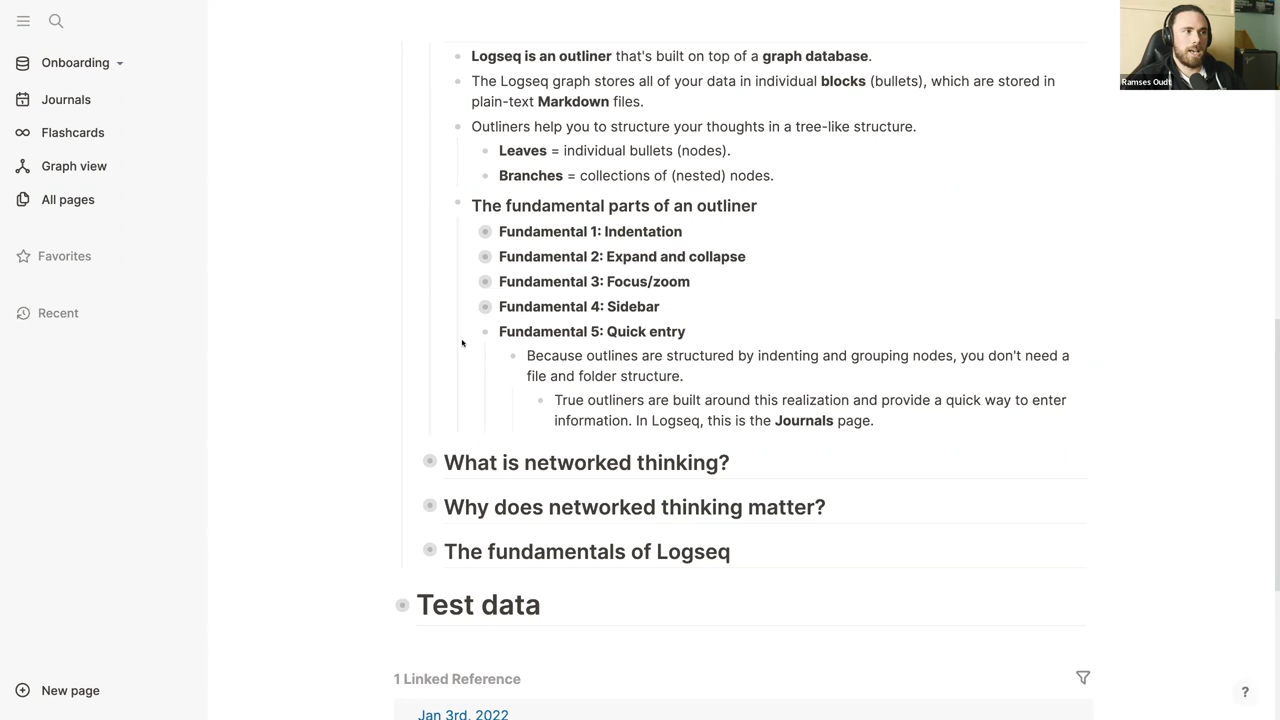 Onboarding
Journals
Flashcards
Graph view
All pages
Favorites
Recent
New page
Logseq is an outliner that's built on top of a graph database.
The Logseq graph stores all of your data in individual blocks (bullets), which are stored in
plain-text Markdown files.
Outliners help you to structure your thoughts in a tree-like structure.
Leaves = individual bullets (nodes).
Branches = collections of (nested) nodes.
The fundamental parts of an outliner
Fundamental 1: Indentation
Fundamental 2: Expand and collapse
Fundamental 3: Focus/zoom
Fundamental 4: Sidebar
Fundamental 5: Quick entry
Because outlines are structured by indenting and grouping nodes, you don't need a
file and folder structure.
True outliners are built around this realization and provide a quick way to enter
information. In Logseq, this is the Journals page.
What is networked thinking?
Why does networked thinking matter?
The fundamentals of Logseq
Test data
1 Linked Reference
Jan 3rd, 2022
Ramses Oudt
?